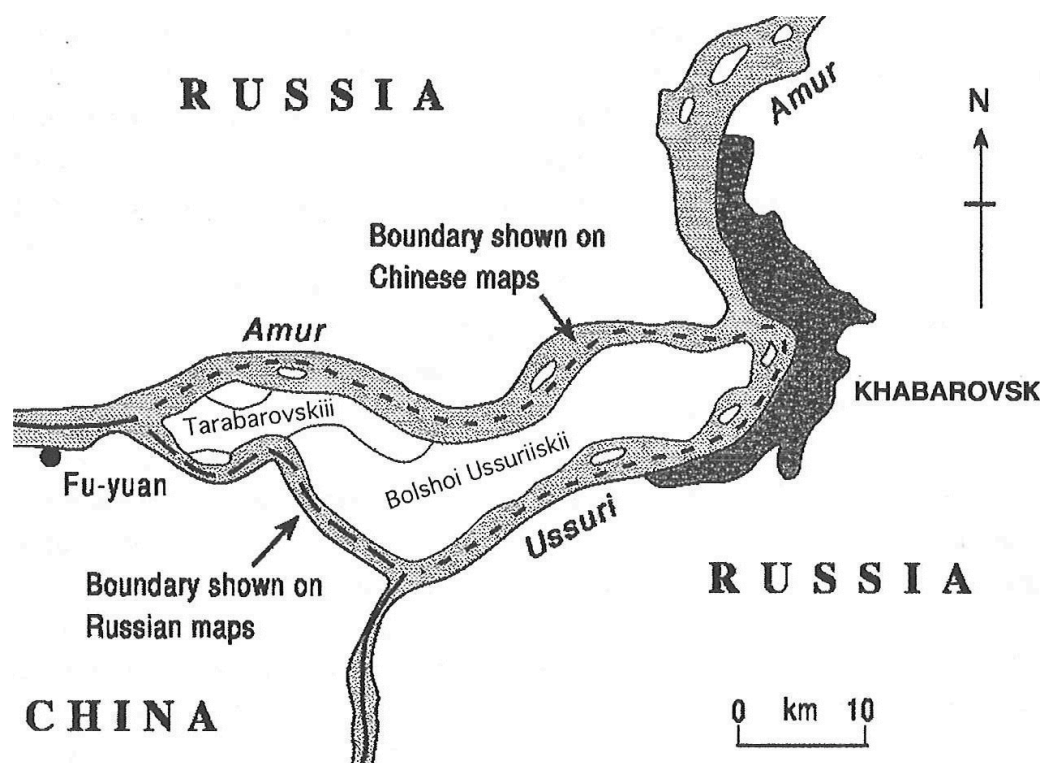 RUSSIA
Amur
N
Boundary shown on
Chinese maps
Amur
KHABAROVSK
Tarabarovskiii
Bolshoi Ussuriiskii
Fu-yuan
Ussuri
Boundary shown on
Russian maps
RUSSIA
CHINA
0 km 10